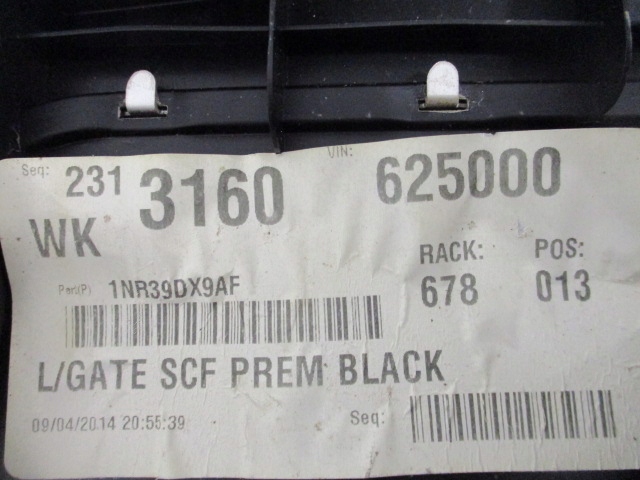 Seq: 231 3160 VIN: 625000
WK RACK: POS:
Part(P) 1NR39DX9AF 678 013
L/GATE SCF PREM BLACK
09/04/2014 20:55:39 Seq: